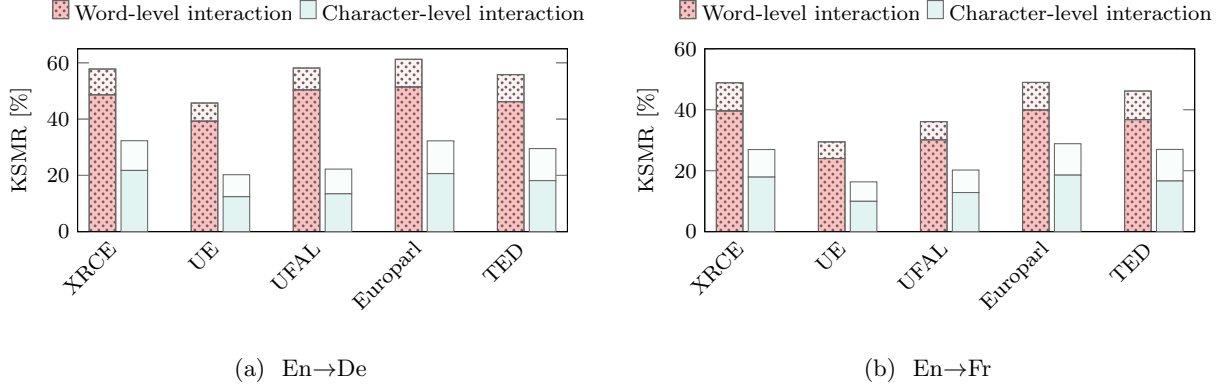 Word-level interaction Character-level interaction
60
40
20
0
KSMR [%]
XRCE
UE
UFAL
Europarl
TED
(a) En→De
Word-level interaction Character-level interaction
60
40
20
0
KSMR [%]
XRCE
UE
UFAL
Europarl
TED
(b) En→Fr